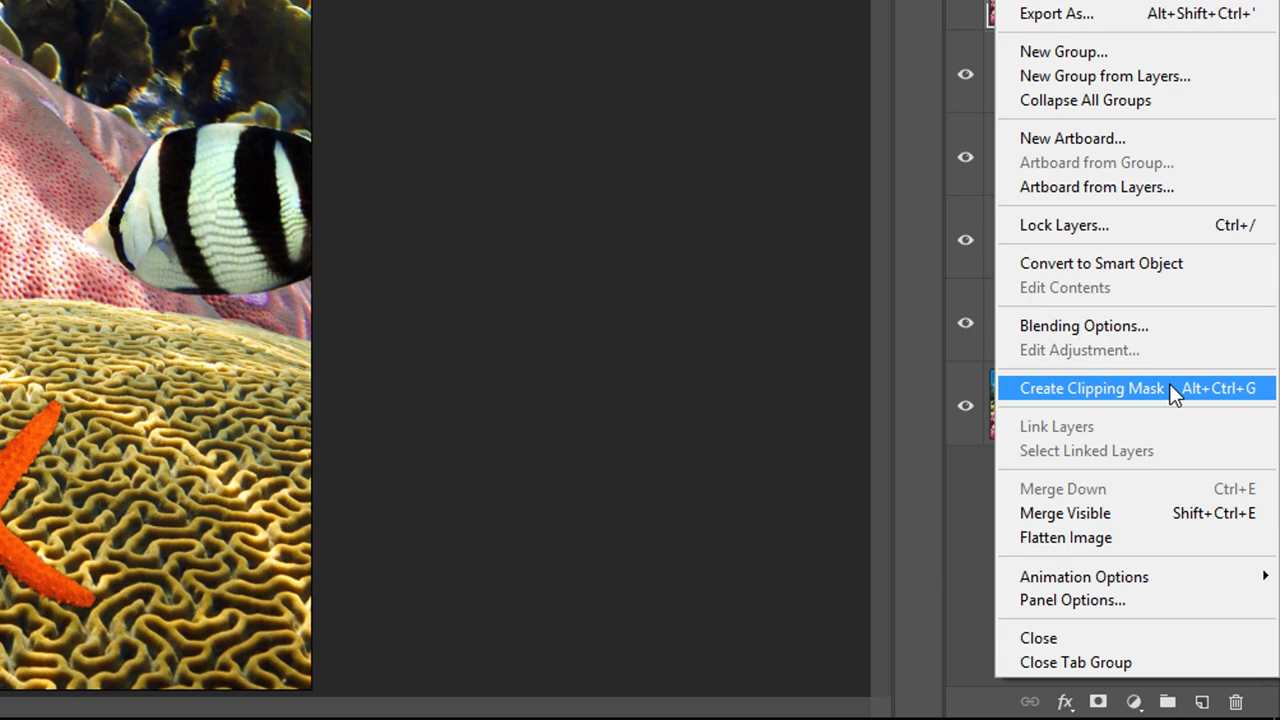 Export As... Alt+Shift+Ctrl+'
New Group...
New Group from Layers...
Collapse All Groups
New Artboard...
Artboard from Group...
Artboard from Layers...
Lock Layers... Ctrl+/
Convert to Smart Object
Edit Contents
Blending Options...
Edit Adjustment...
Create Clipping Mask Alt+Ctrl+G
Link Layers
Select Linked Layers
Merge Down Ctrl+E
Merge Visible Shift+Ctrl+E
Flatten Image
Animation Options
Panel Options...
Close
Close Tab Group
fx